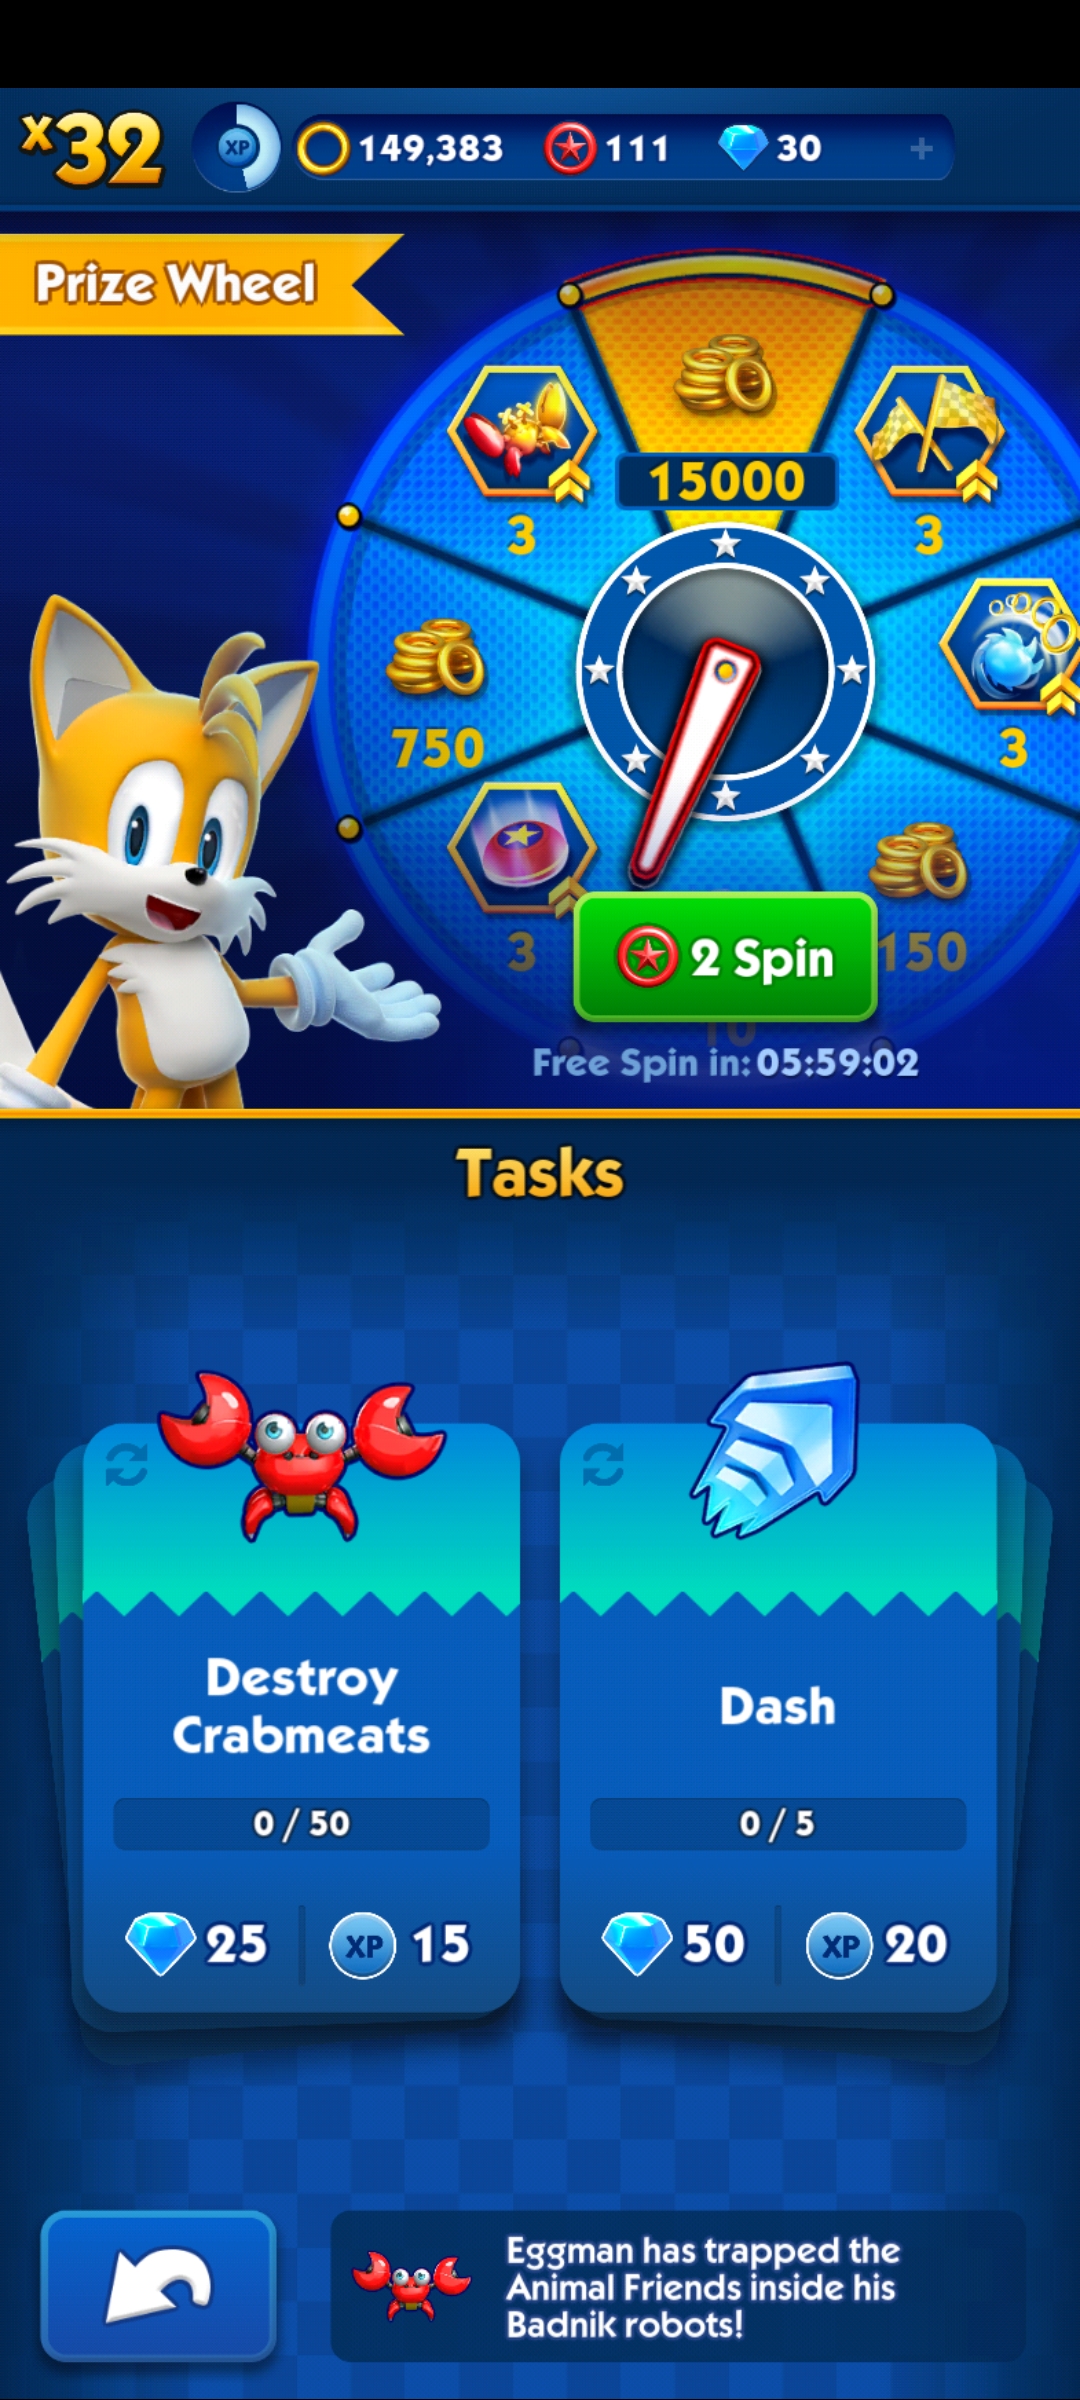 x32
XP
149,383
111
30
+
Prize Wheel
15000
3
3
750
3
3
150
2 Spin
10
Free Spin in: 05:59:02
Tasks
Destroy
Crabmeats
0 / 50
25
XP
15
Dash
0 / 5
50
XP
20
Eggman has trapped the
Animal Friends inside his
Badnik robots!